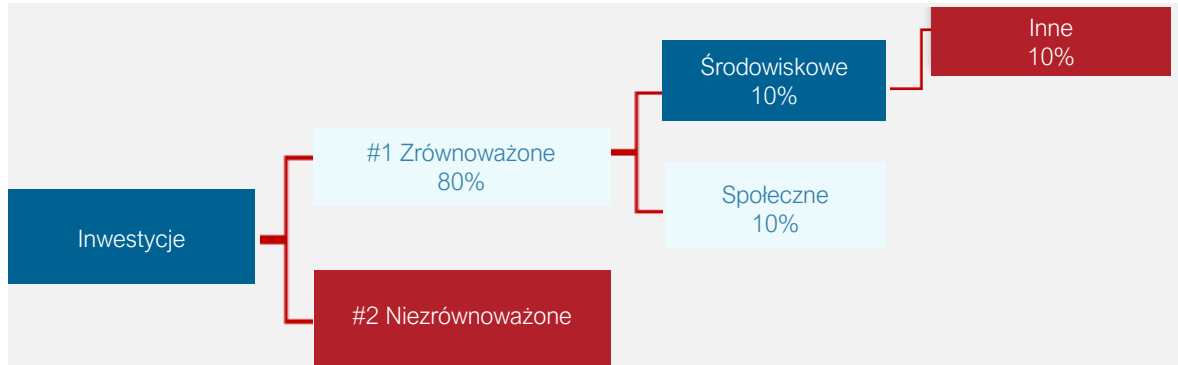 Inwestycje
#1 Zrównoważone
80%
#2 Niezrównoważone
Środowiskowe
10%
Społeczne
10%
Inne
10%